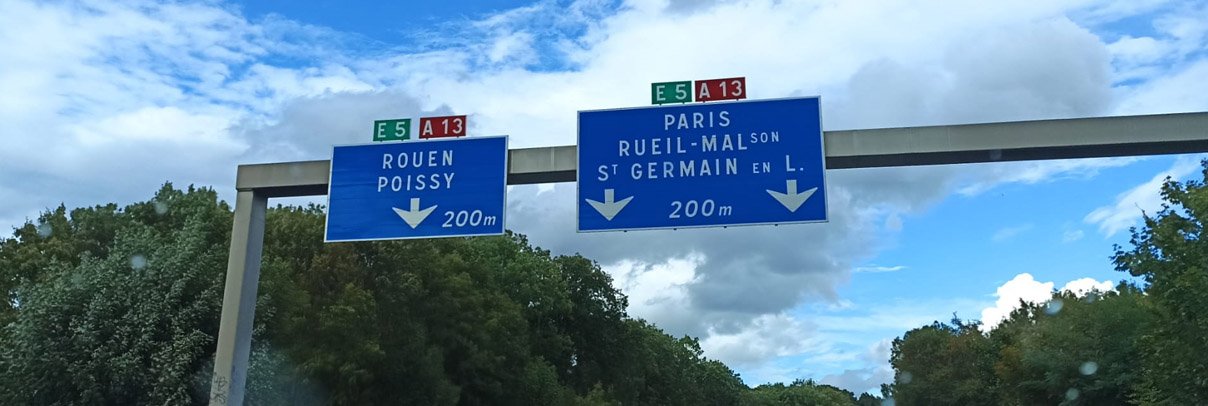 E 5 A 13
ROUEN
POISSY
200m
E 5 A 13
PARIS
RUEIL-MALSON
ST GERMAIN EN L.
200m